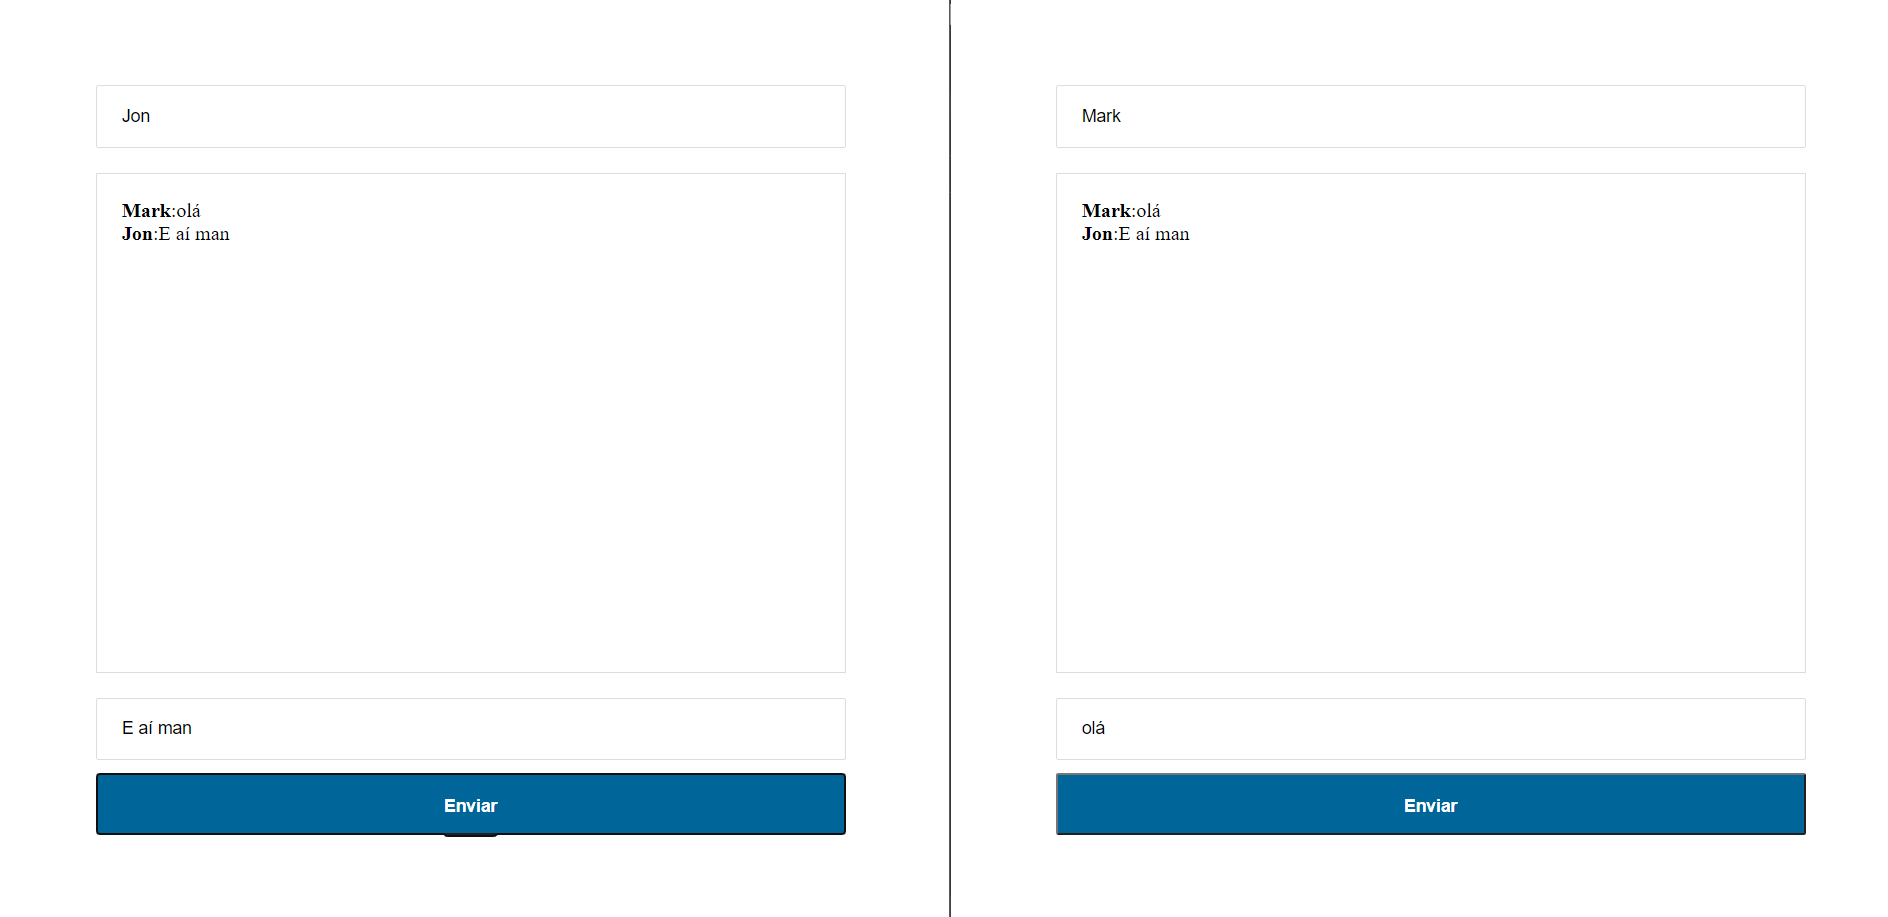 Jon
Mark:olá
Jon:E aí man
E aí man
Enviar
Mark
Mark:olá
Jon:E aí man
olá
Enviar